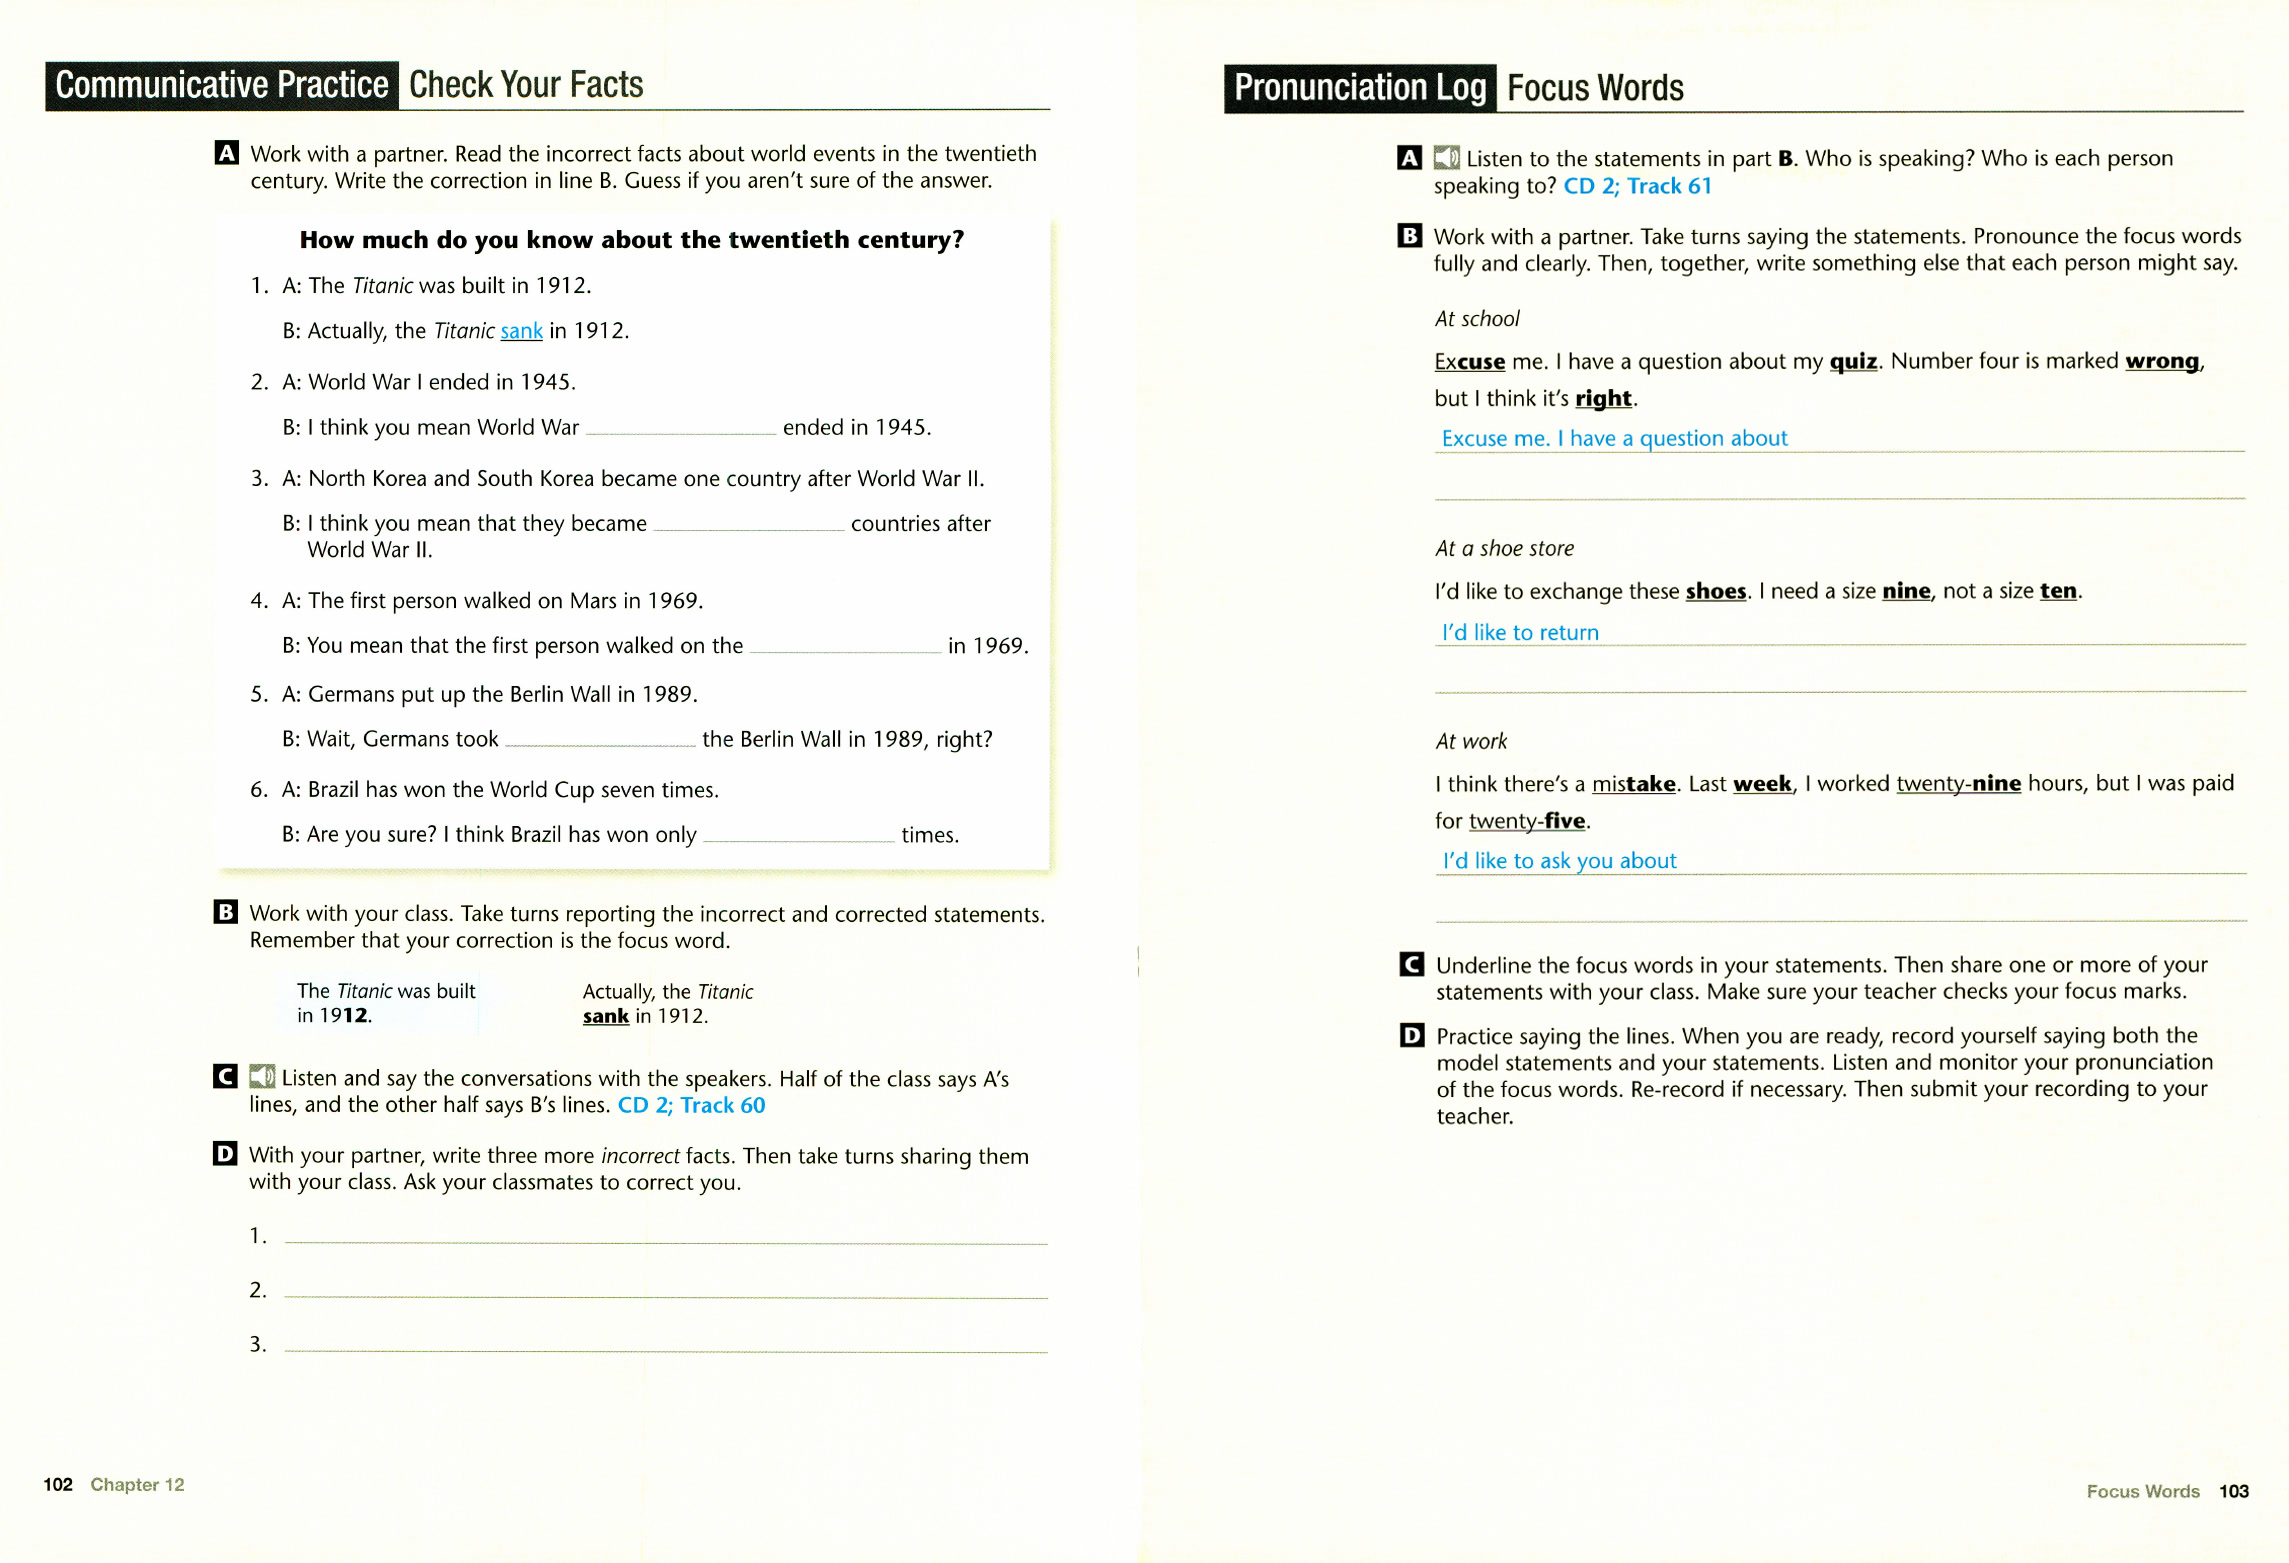 Communicative Practice Check Your Facts
A Work with a partner. Read the incorrect facts about world events in the twentieth
century. Write the correction in line B. Guess if you aren't sure of the answer.
How much do you know about the twentieth century?
1. A: The Titanic was built in 1912.
B: Actually, the Titanic sank in 1912.
2. A: World War I ended in 1945.
B: I think you mean World War ____________ ended in 1945.
3. A: North Korea and South Korea became one country after World War II.
B: I think you mean that they became ____________ countries after
World War II.
4. A: The first person walked on Mars in 1969.
B: You mean that the first person walked on the ____________ in 1969.
5. A: Germans put up the Berlin Wall in 1989.
B: Wait, Germans took ____________ the Berlin Wall in 1989, right?
6. A: Brazil has won the World Cup seven times.
B: Are you sure? I think Brazil has won only ____________ times.
B Work with your class. Take turns reporting the incorrect and corrected statements.
Remember that your correction is the focus word.
The Titanic was built
in 1912.
Actually, the Titanic
sank in 1912.
C Listen and say the conversations with the speakers. Half of the class says A's
lines, and the other half says B's lines. CD 2; Track 60
D With your partner, write three more incorrect facts. Then take turns sharing them
with your class. Ask your classmates to correct you.
1.
2.
3.
102 Chapter 12
Pronunciation Log Focus Words
A Listen to the statements in part B. Who is speaking? Who is each person
speaking to? CD 2; Track 61
B Work with a partner. Take turns saying the statements. Pronounce the focus words
fully and clearly. Then, together, write something else that each person might say.
At school
Excuse me. I have a question about my quiz. Number four is marked wrong,
but I think it's right.
Excuse me. I have a question about
At a shoe store
I'd like to exchange these shoes. I need a size nine, not a size ten.
I'd like to return
At work
I think there's a mistake. Last week, I worked twenty-nine hours, but I was paid
for twenty-five.
I'd like to ask you about
C Underline the focus words in your statements. Then share one or more of your
statements with your class. Make sure your teacher checks your focus marks.
D Practice saying the lines. When you are ready, record yourself saying both the
model statements and your statements. Listen and monitor your pronunciation
of the focus words. Re-record if necessary. Then submit your recording to your
teacher.
Focus Words 103